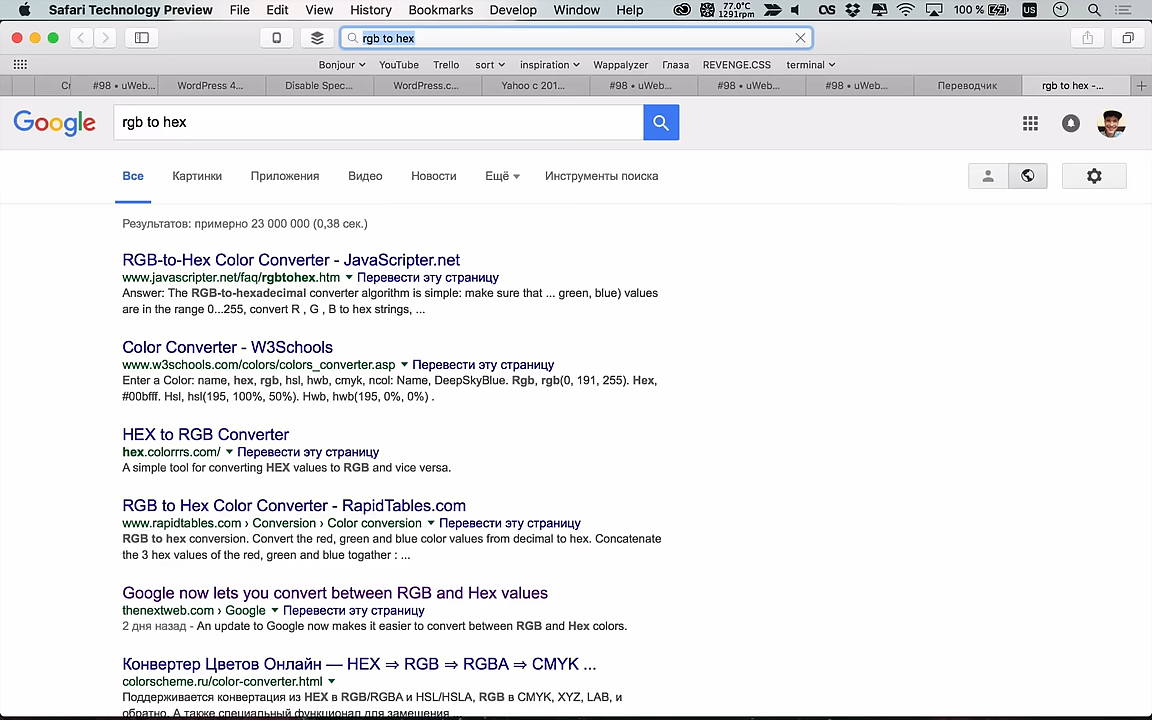 Safari Technology Preview File Edit View History Bookmarks Develop Window Help 77.0°C 1291rpm OS 100 % US
rgb to hex
Bonjour YouTube Trello sort inspiration Wappalyzer Глаза REVENGE.CSS terminal
#98 • uWeb... WordPress 4... Disable Spec... WordPress.c... Yahoo с 201... #98 • uWeb... #98 • uWeb... #98 • uWeb... Переводчик rgb to hex -...
Google rgb to hex
Все Картинки Приложения Видео Новости Ещё Инструменты поиска
Результатов: примерно 23 000 000 (0,38 сек.)
RGB-to-Hex Color Converter - JavaScripter.net
www.javascripter.net/faq/rgbtohex.htm Перевести эту страницу
Answer: The RGB-to-hexadecimal converter algorithm is simple: make sure that ... green, blue) values
are in the range 0...255, convert R , G , B to hex strings, ...
Color Converter - W3Schools
www.w3schools.com/colors/colors_converter.asp Перевести эту страницу
Enter a Color: name, hex, rgb, hsl, hwb, cmyk, ncol: Name, DeepSkyBlue. Rgb, rgb(0, 191, 255). Hex,
#00bfff. Hsl, hsl(195, 100%, 50%). Hwb, hwb(195, 0%, 0%) .
HEX to RGB Converter
hex.colorrrs.com/ Перевести эту страницу
A simple tool for converting HEX values to RGB and vice versa.
RGB to Hex Color Converter - RapidTables.com
www.rapidtables.com › Conversion › Color conversion Перевести эту страницу
RGB to hex conversion. Convert the red, green and blue color values from decimal to hex. Concatenate
the 3 hex values of the red, green and blue togather : ...
Google now lets you convert between RGB and Hex values
thenextweb.com › Google Перевести эту страницу
2 дня назад - An update to Google now makes it easier to convert between RGB and Hex colors.
Конвертер Цветов Онлайн — HEX ⇒ RGB ⇒ RGBA ⇒ CMYK ...
colorscheme.ru/color-converter.html
Поддерживается конвертация из HEX в RGB/RGBA и HSL/HSLA, RGB в CMYK, XYZ, LAB, и
обратно. А также специальный функционал для замещения